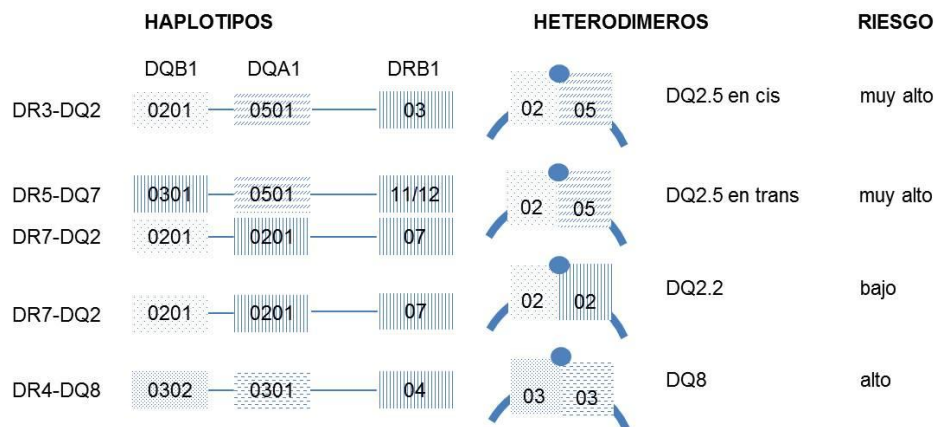 HAPLOTIPOS HETERODIMEROS RIESGO
DQB1 DQA1 DRB1
DR3-DQ2 0201 0501 03 02 05 DQ2.5 en cis muy alto
DR5-DQ7 0301 0501 11/12 02 05 DQ2.5 en trans muy alto
DR7-DQ2 0201 0201 07
DR7-DQ2 0201 0201 07 02 02 DQ2.2 bajo
DR4-DQ8 0302 0301 04 03 03 DQ8 alto